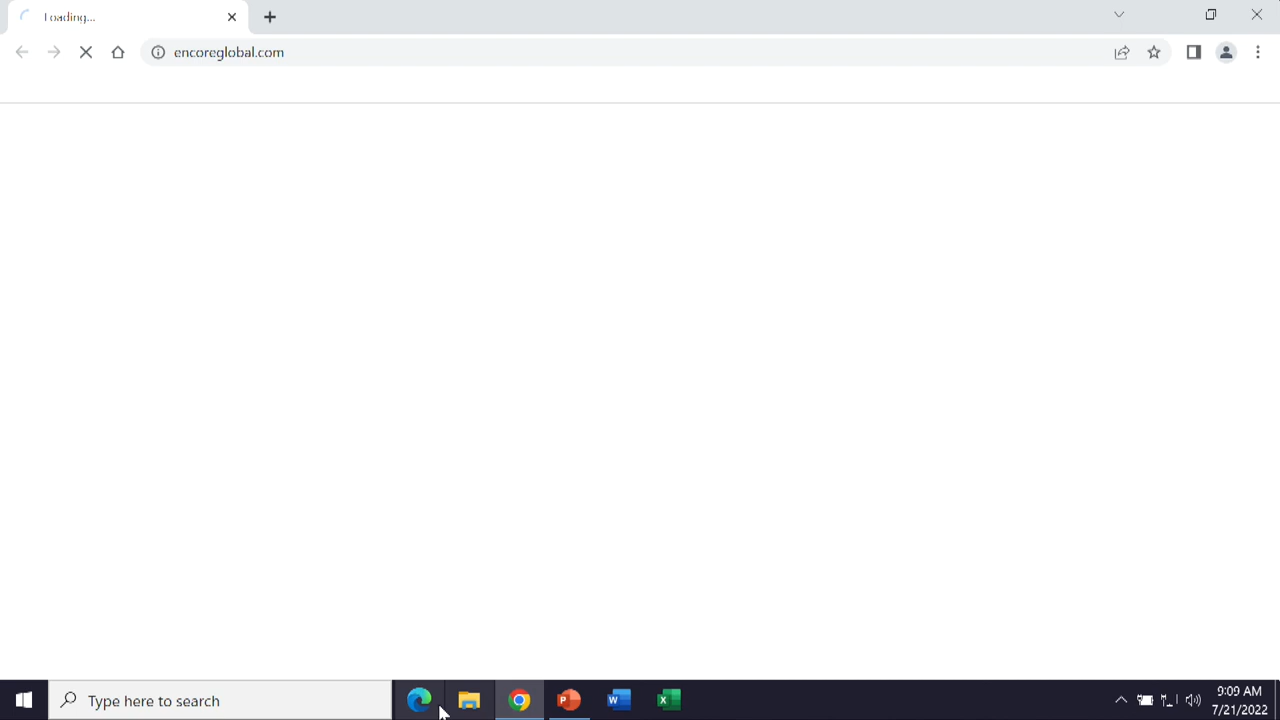 Loading...
encoreglobal.com
Type here to search
9:09 AM
7/21/2022